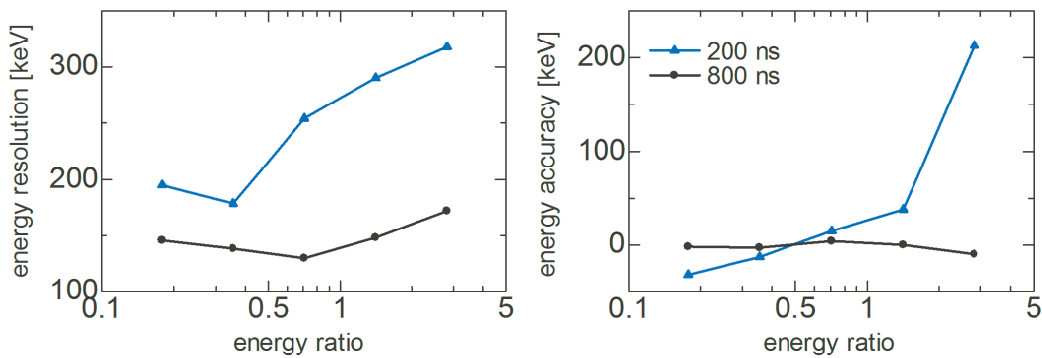 energy resolution [keV]
300
200
100
0.1
0.5
1
5
energy ratio
energy accuracy [keV]
200
100
0
200 ns
800 ns
0.1
0.5
1
5
energy ratio